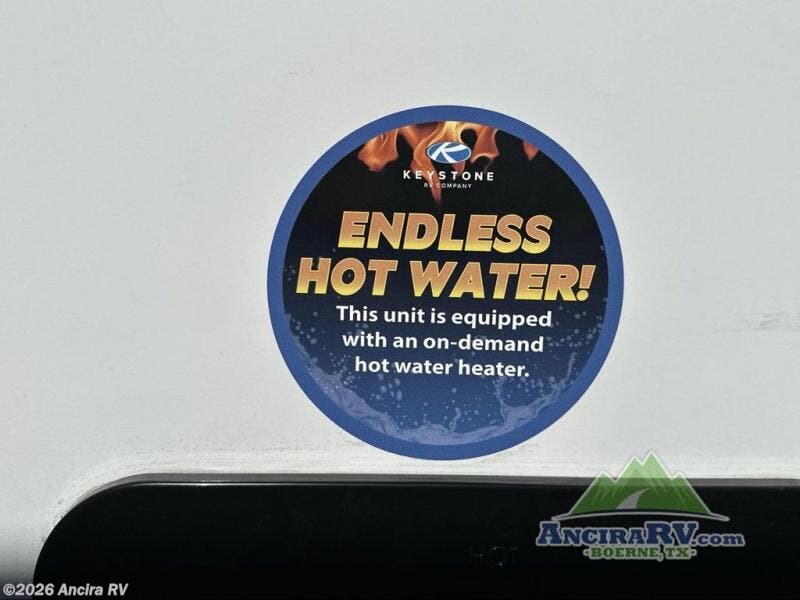 KEYSTONE
RV COMPANY
ENDLESS
HOT WATER!
This unit is equipped
with an on-demand
hot water heater.
HOT
ANCIRARV.com
-BOERNE, TX-
©2026 Ancira RV